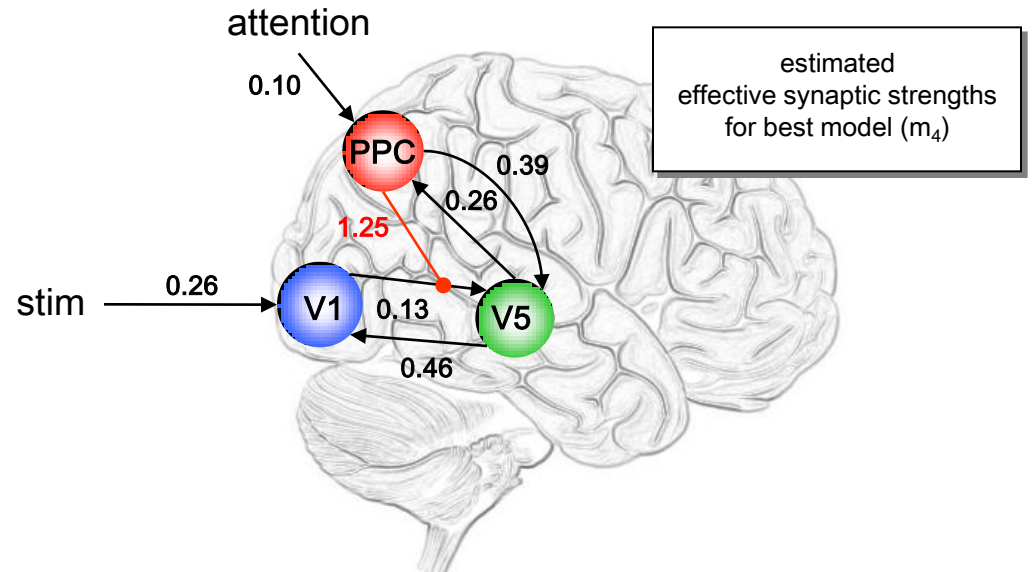 attention
estimated
effective synaptic strengths
for best model (m₄)
0.10
PPC
0.39
0.26
1.25
0.26
stim
V1
0.13
V5
0.46